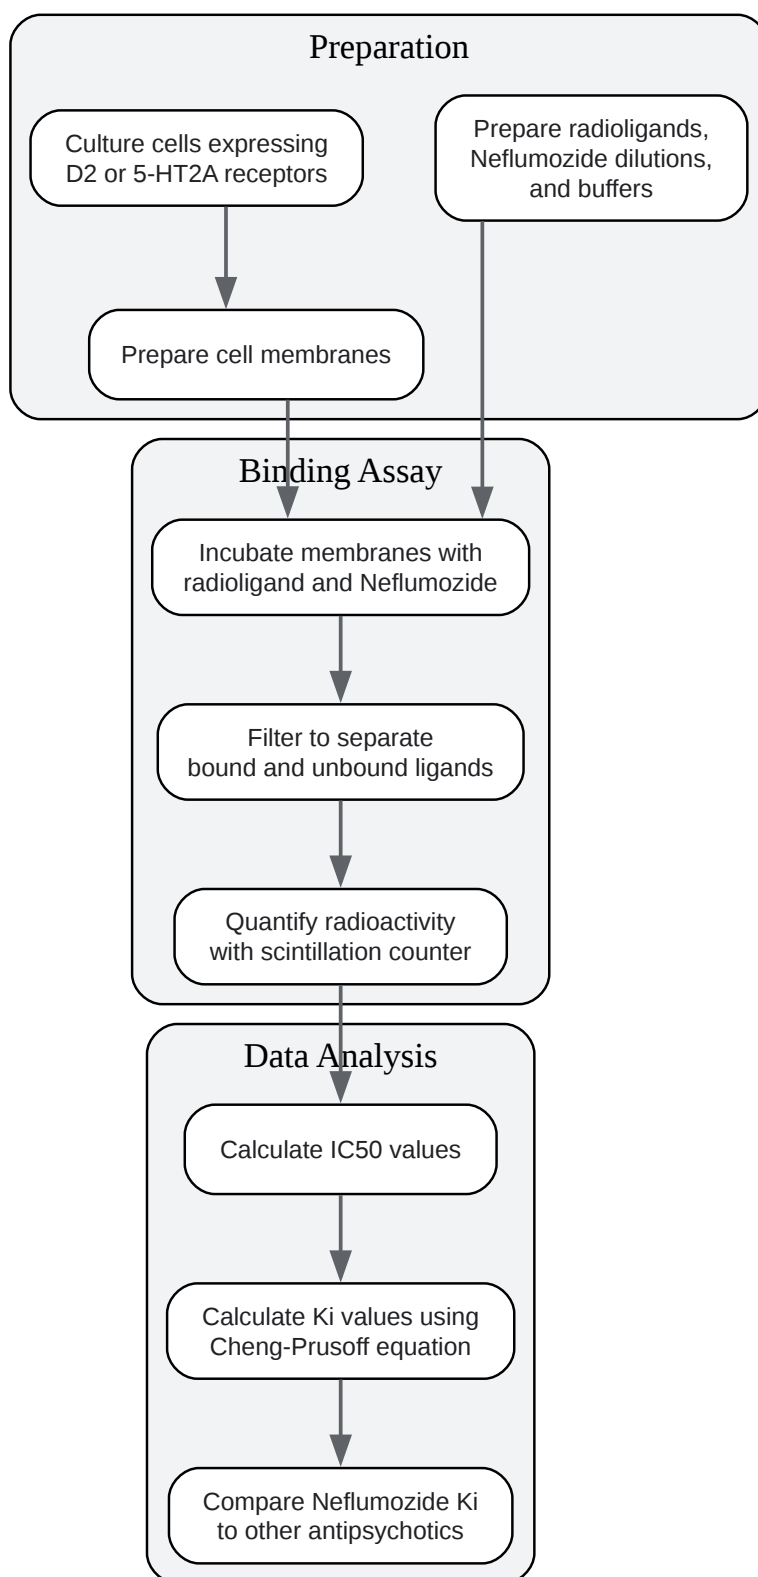 Preparation
Culture cells expressing
D2 or 5-HT2A receptors
Prepare radioligands,
Neflumozide dilutions,
and buffers
Prepare cell membranes
Binding Assay
Incubate membranes with
radioligand and Neflumozide
Filter to separate
bound and unbound ligands
Quantify radioactivity
with scintillation counter
Data Analysis
Calculate IC50 values
Calculate Ki values using
Cheng-Prusoff equation
Compare Neflumozide Ki
to other antipsychotics